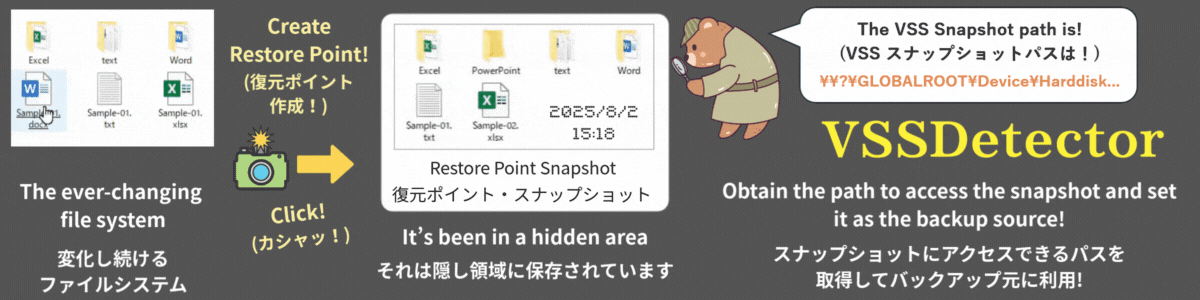 Excel
text
Word
Sample-01.
docx
Sample-01.
txt
Sample-01.
xlsx
The ever-changing
file system
変化し続ける
ファイルシステム
Create
Restore Point!
(復元ポイント
作成！)
Click!
(カシャッ！)
Excel
PowerPoint
text
Word
Sample-01.
txt
Sample-02.
xlsx
2025/8/2
15:18
Restore Point Snapshot
復元ポイント・スナップショット
It's been in a hidden area
それは隠し領域に保存されています
The VSS Snapshot path is!
(VSS スナップショットパスは！)
¥¥?¥GLOBALROOT¥Device¥Harddisk...
VSSDetector
Obtain the path to access the snapshot and set
it as the backup source!
スナップショットにアクセスできるパスを
取得してバックアップ元に利用!